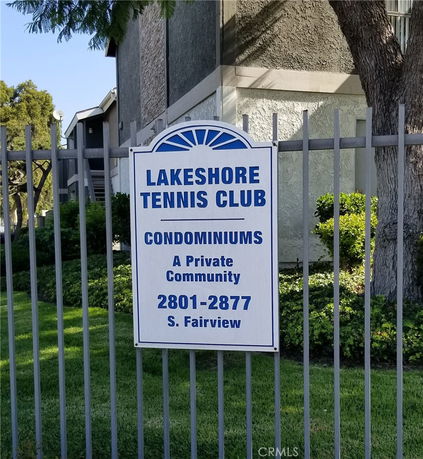 LAKESHORE
TENNIS CLUB
CONDOMINIUMS
A Private
Community
2801-2877
S. Fairview
CRMLS